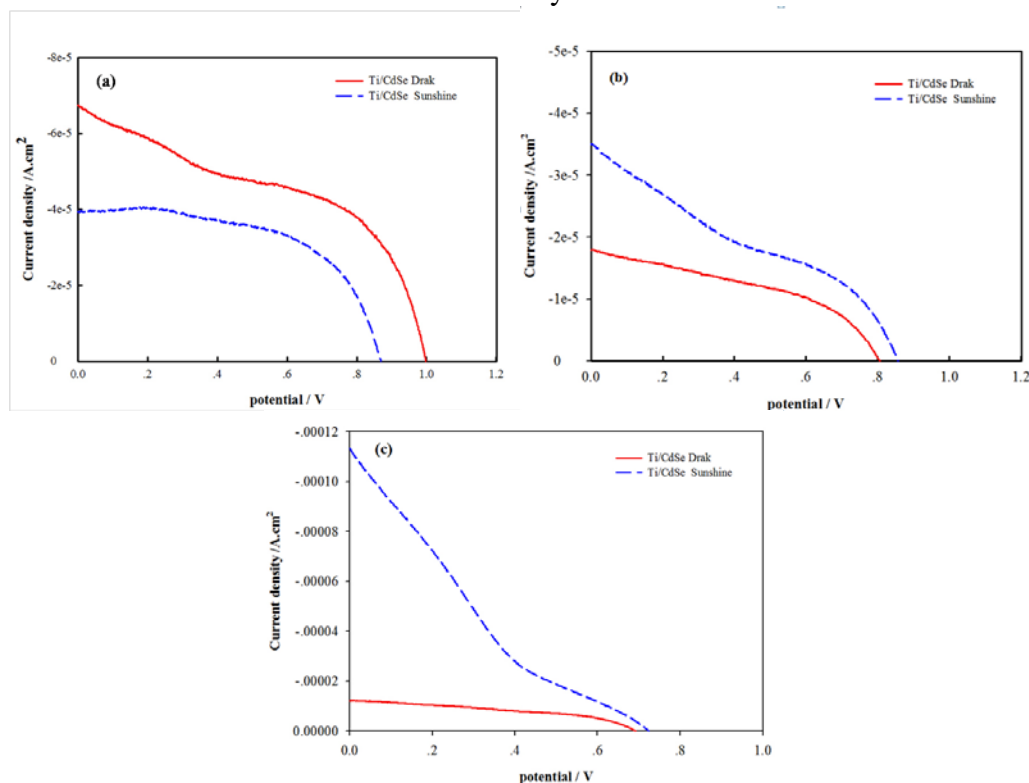 y
(a)
Ti/CdSe Drak
Ti/CdSe Sunshine
Current density /A.cm²
-8e-5
-6e-5
-4e-5
-2e-5
0
0.0 .2 .4 .6 .8 1.0 1.2
potential / V
(b)
Ti/CdSe Drak
Ti/CdSe Sunshine
Current density /A.cm²
-5e-5
-4e-5
-3e-5
-2e-5
-1e-5
0
0.0 .2 .4 .6 .8 1.0 1.2
potential / V
(c)
Ti/CdSe Drak
Ti/CdSe Sunshine
Current density /A.cm²
-.00012
-.00010
-.00008
-.00006
-.00004
-.00002
0.00000
0.0 .2 .4 .6 .8 1.0
potential / V